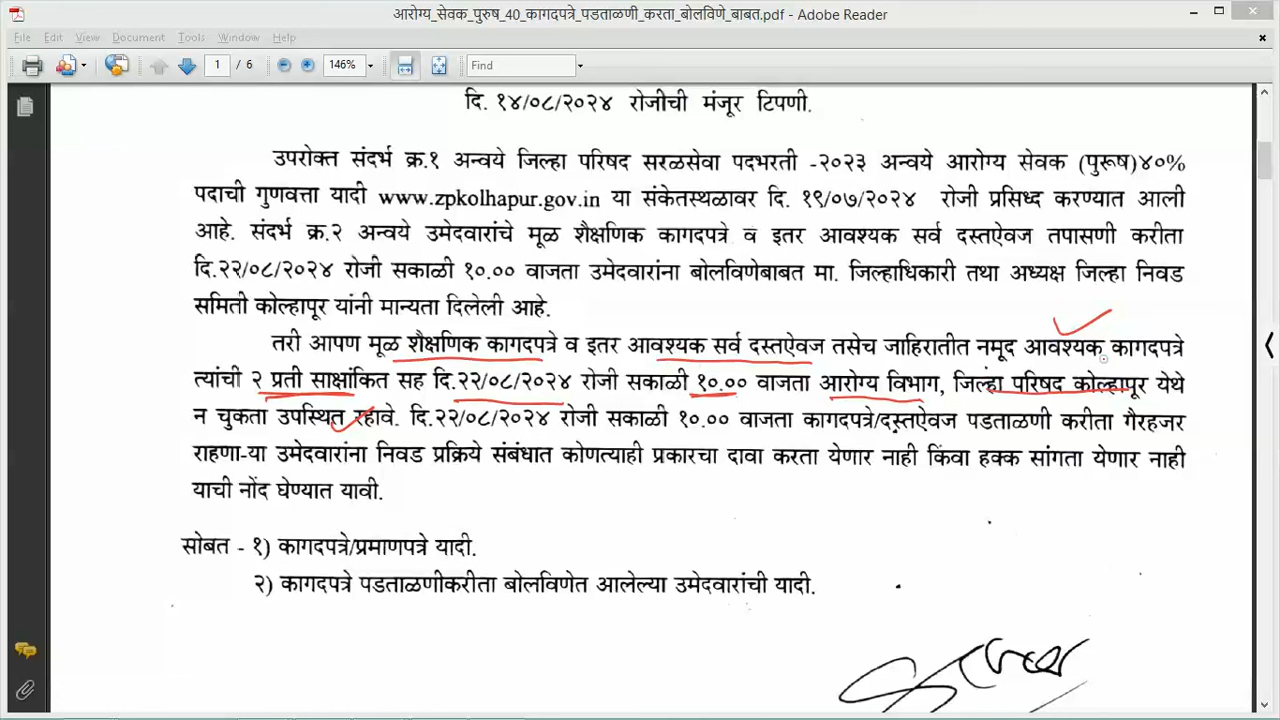 आरोग्य_सेवक_पुरुष_40_कागदपत्रे_पडताळणी_करता_बोलविणे_बाबत.pdf - Adobe Reader
File Edit View Document Tools Window Help
1 / 6 146% Find
दि. १४/०८/२०२४ रोजीची मंजूर टिपणी.
उपरोक्त संदर्भ क्र.१ अन्वये जिल्हा परिषद सरळसेवा पदभरती -२०२३ अन्वये आरोग्य सेवक (पुरूष)४०%
पदाची गुणवत्ता यादी www.zpkolhapur.gov.in या संकेतस्थळावर दि. १९/०७/२०२४ रोजी प्रसिध्द करण्यात आली
आहे. संदर्भ क्र.२ अन्वये उमेदवारांचे मूळ शैक्षणिक कागदपत्रे व इतर आवश्यक सर्व दस्तऐवज तपासणी करीता
दि.२२/०८/२०२४ रोजी सकाळी १०.०० वाजता उमेदवारांना बोलविणेबाबत मा. जिल्हाधिकारी तथा अध्यक्ष जिल्हा निवड
समिती कोल्हापूर यांनी मान्यता दिलेली आहे.
तरी आपण मूळ शैक्षणिक कागदपत्रे व इतर आवश्यक सर्व दस्तऐवज तसेच जाहिरातीत नमूद आवश्यक कागदपत्रे
त्यांची २ प्रती साक्षांकित सह दि.२२/०८/२०२४ रोजी सकाळी १०.०० वाजता आरोग्य विभाग, जिल्हा परिषद कोल्हापूर येथे
न चुकता उपस्थित रहावे. दि.२२/०८/२०२४ रोजी सकाळी १०.०० वाजता कागदपत्रे/दस्तऐवज पडताळणी करीता गैरहजर
राहणा-या उमेदवारांना निवड प्रक्रिये संबंधात कोणत्याही प्रकारचा दावा करता येणार नाही किंवा हक्क सांगता येणार नाही
याची नोंद घेण्यात यावी.
सोबत - १) कागदपत्रे/प्रमाणपत्रे यादी.
२) कागदपत्रे पडताळणीकरीता बोलविणेत आलेल्या उमेदवारांची यादी.